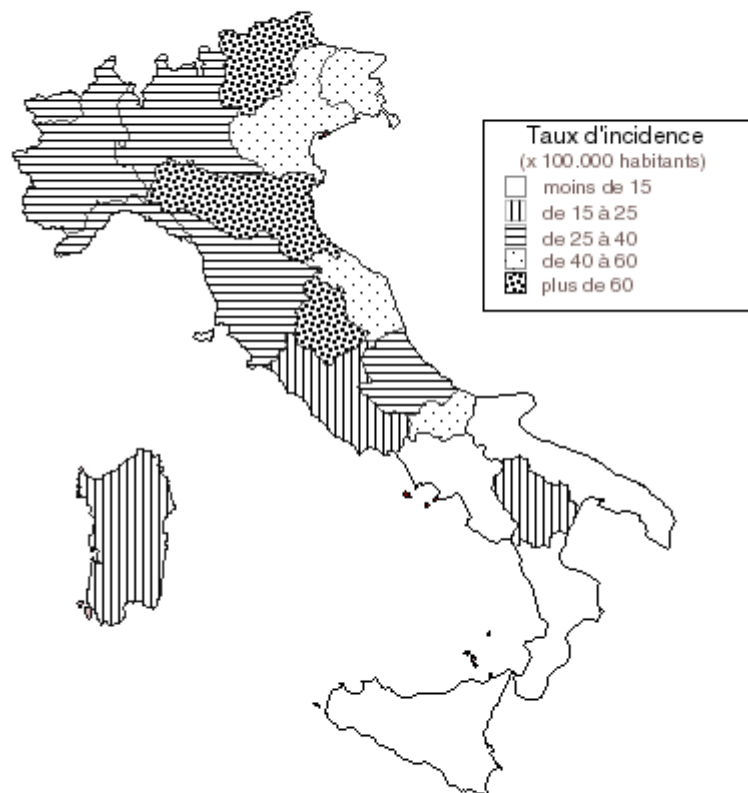 Taux d'incidence
(x 100.000 habitants)
moins de 15
de 15 à 25
de 25 à 40
de 40 à 60
plus de 60